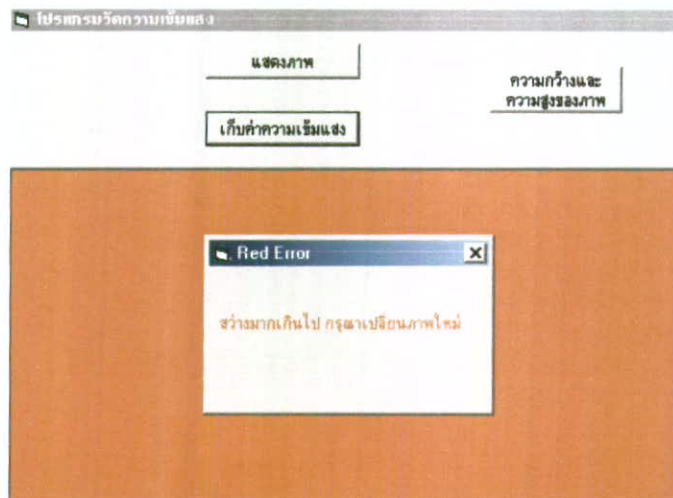 โปรแกรมวัดความเข้มแสง
แสดงภาพ
ความกว้างและ
ความสูงของภาพ
เก็บค่าความเข้มแสง
Red Error
สว่างมากเกินไป กรุณาเปลี่ยนภาพใหม่